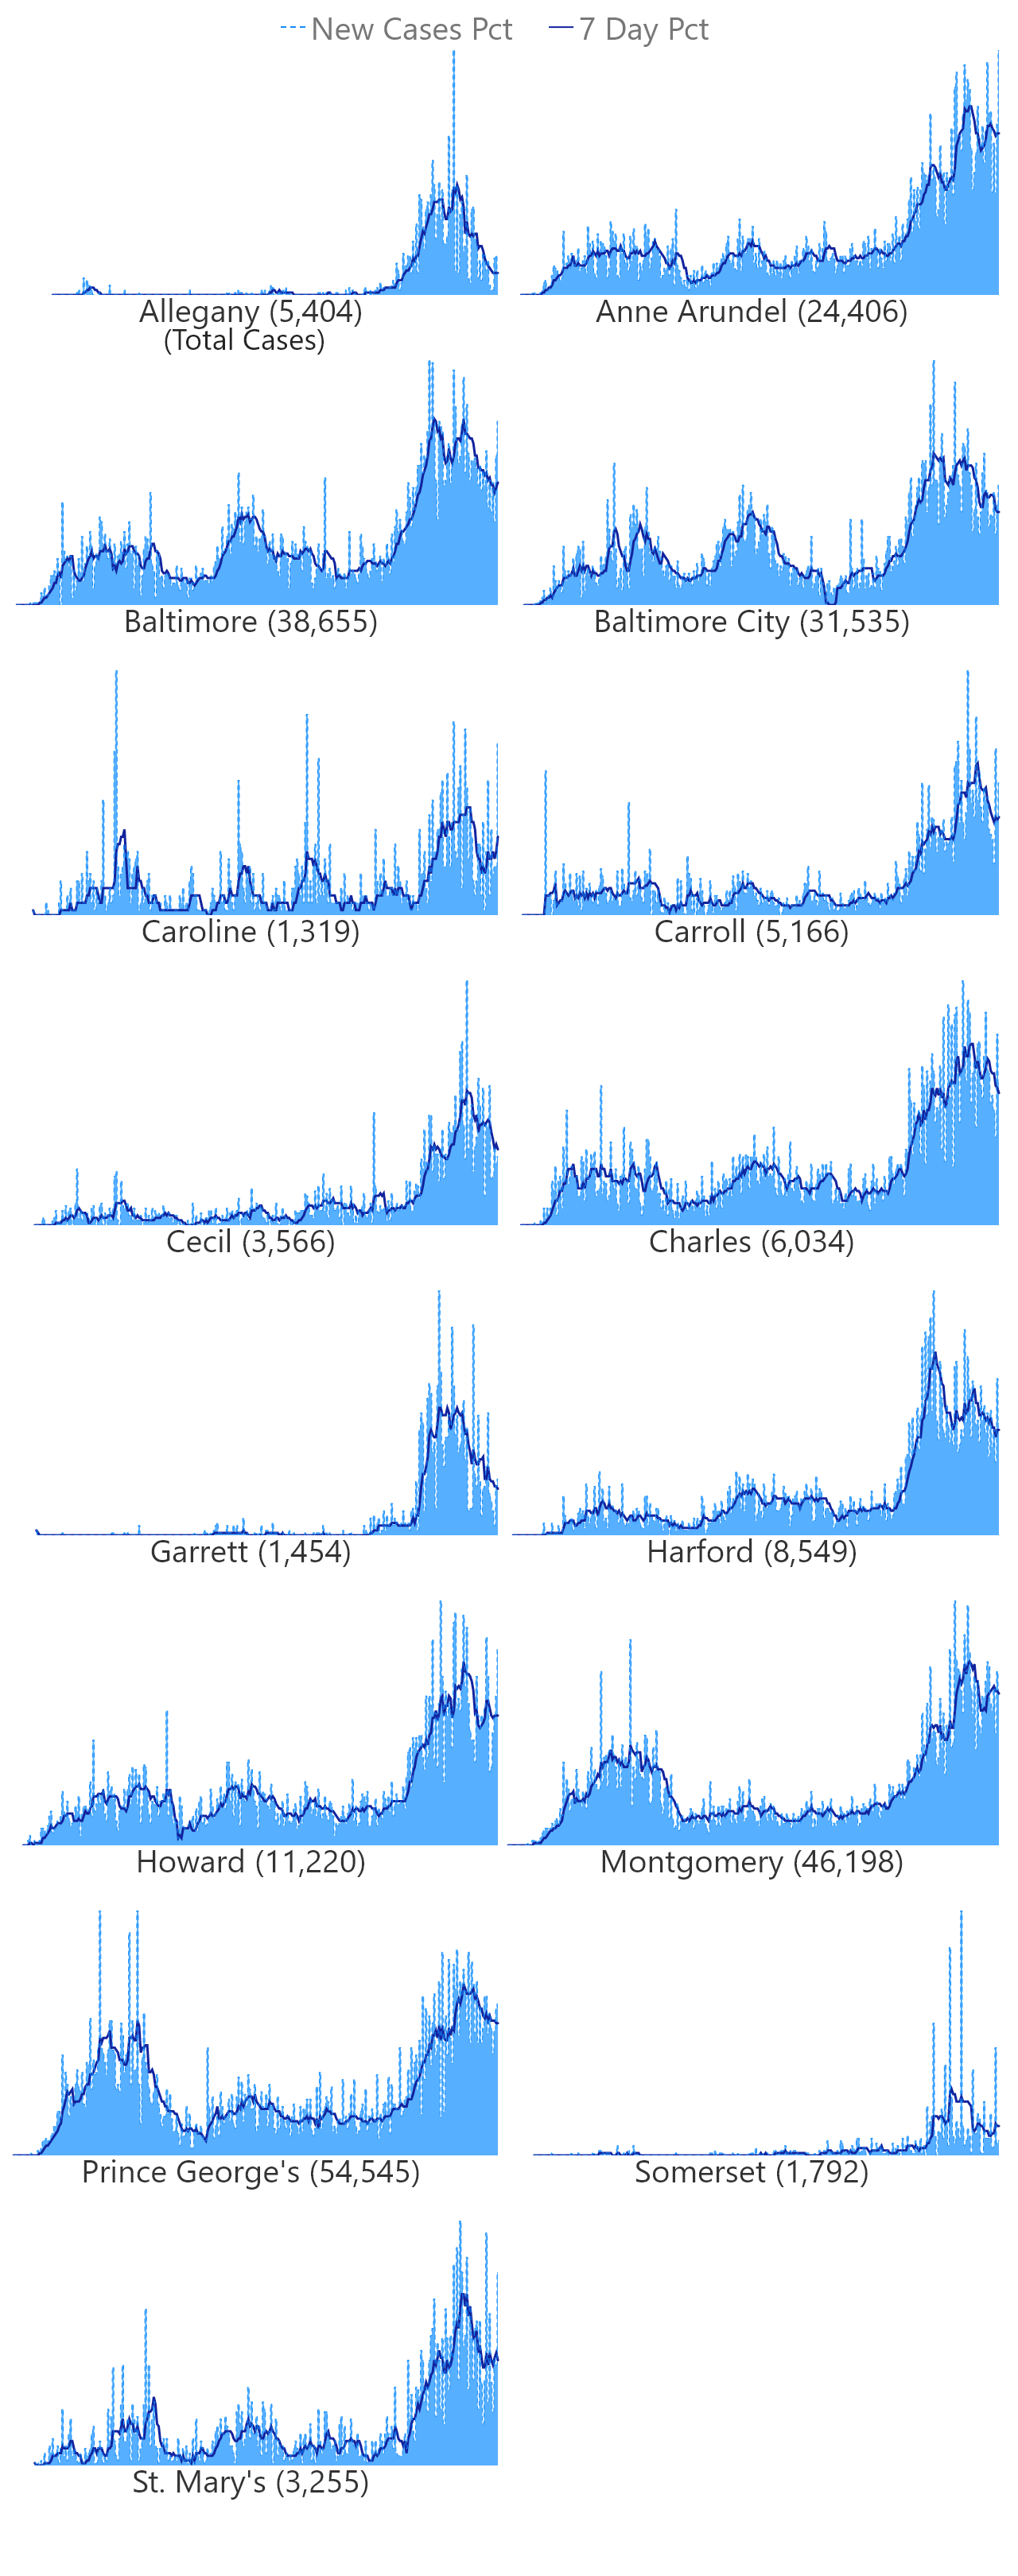 New Cases Pct 7 Day Pct
Allegany (5,404) Anne Arundel (24,406)
(Total Cases)
Baltimore (38,655) Baltimore City (31,535)
Caroline (1,319) Carroll (5,166)
Cecil (3,566) Charles (6,034)
Garrett (1,454) Harford (8,549)
Howard (11,220) Montgomery (46,198)
Prince George's (54,545) Somerset (1,792)
St. Mary's (3,255)